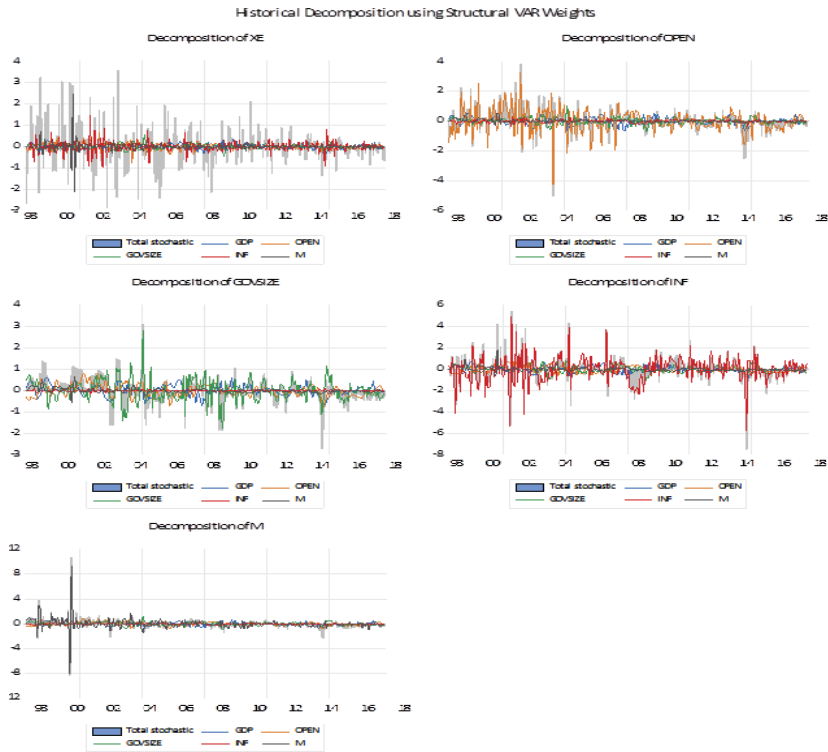 Historical Decomposition using Structural VAR Weights
Decomposition of XE
4
3
2
1
0
-1
-2
-3
98 00 02 04 06 08 10 12 14 16 18
Total stochastic GDP OPEN
GOVSIZE INF M
Decomposition of OPEN
4
2
0
-2
-4
-6
98 00 02 04 06 08 10 12 14 16 18
Total stochastic GDP OPEN
GOVSIZE INF M
Decomposition of GOVSIZE
4
3
2
1
0
-1
-2
-3
98 00 02 04 06 08 10 12 14 16 18
Total stochastic GDP OPEN
GOVSIZE INF M
Decomposition of INF
6
4
2
0
-2
-4
-6
-8
98 00 02 04 06 08 10 12 14 16 18
Total stochastic GDP OPEN
GOVSIZE INF M
Decomposition of M
12
8
4
0
-4
-8
12
98 00 02 04 06 08 10 12 14 16 18
Total stochastic GDP OPEN
GOVSIZE INF M